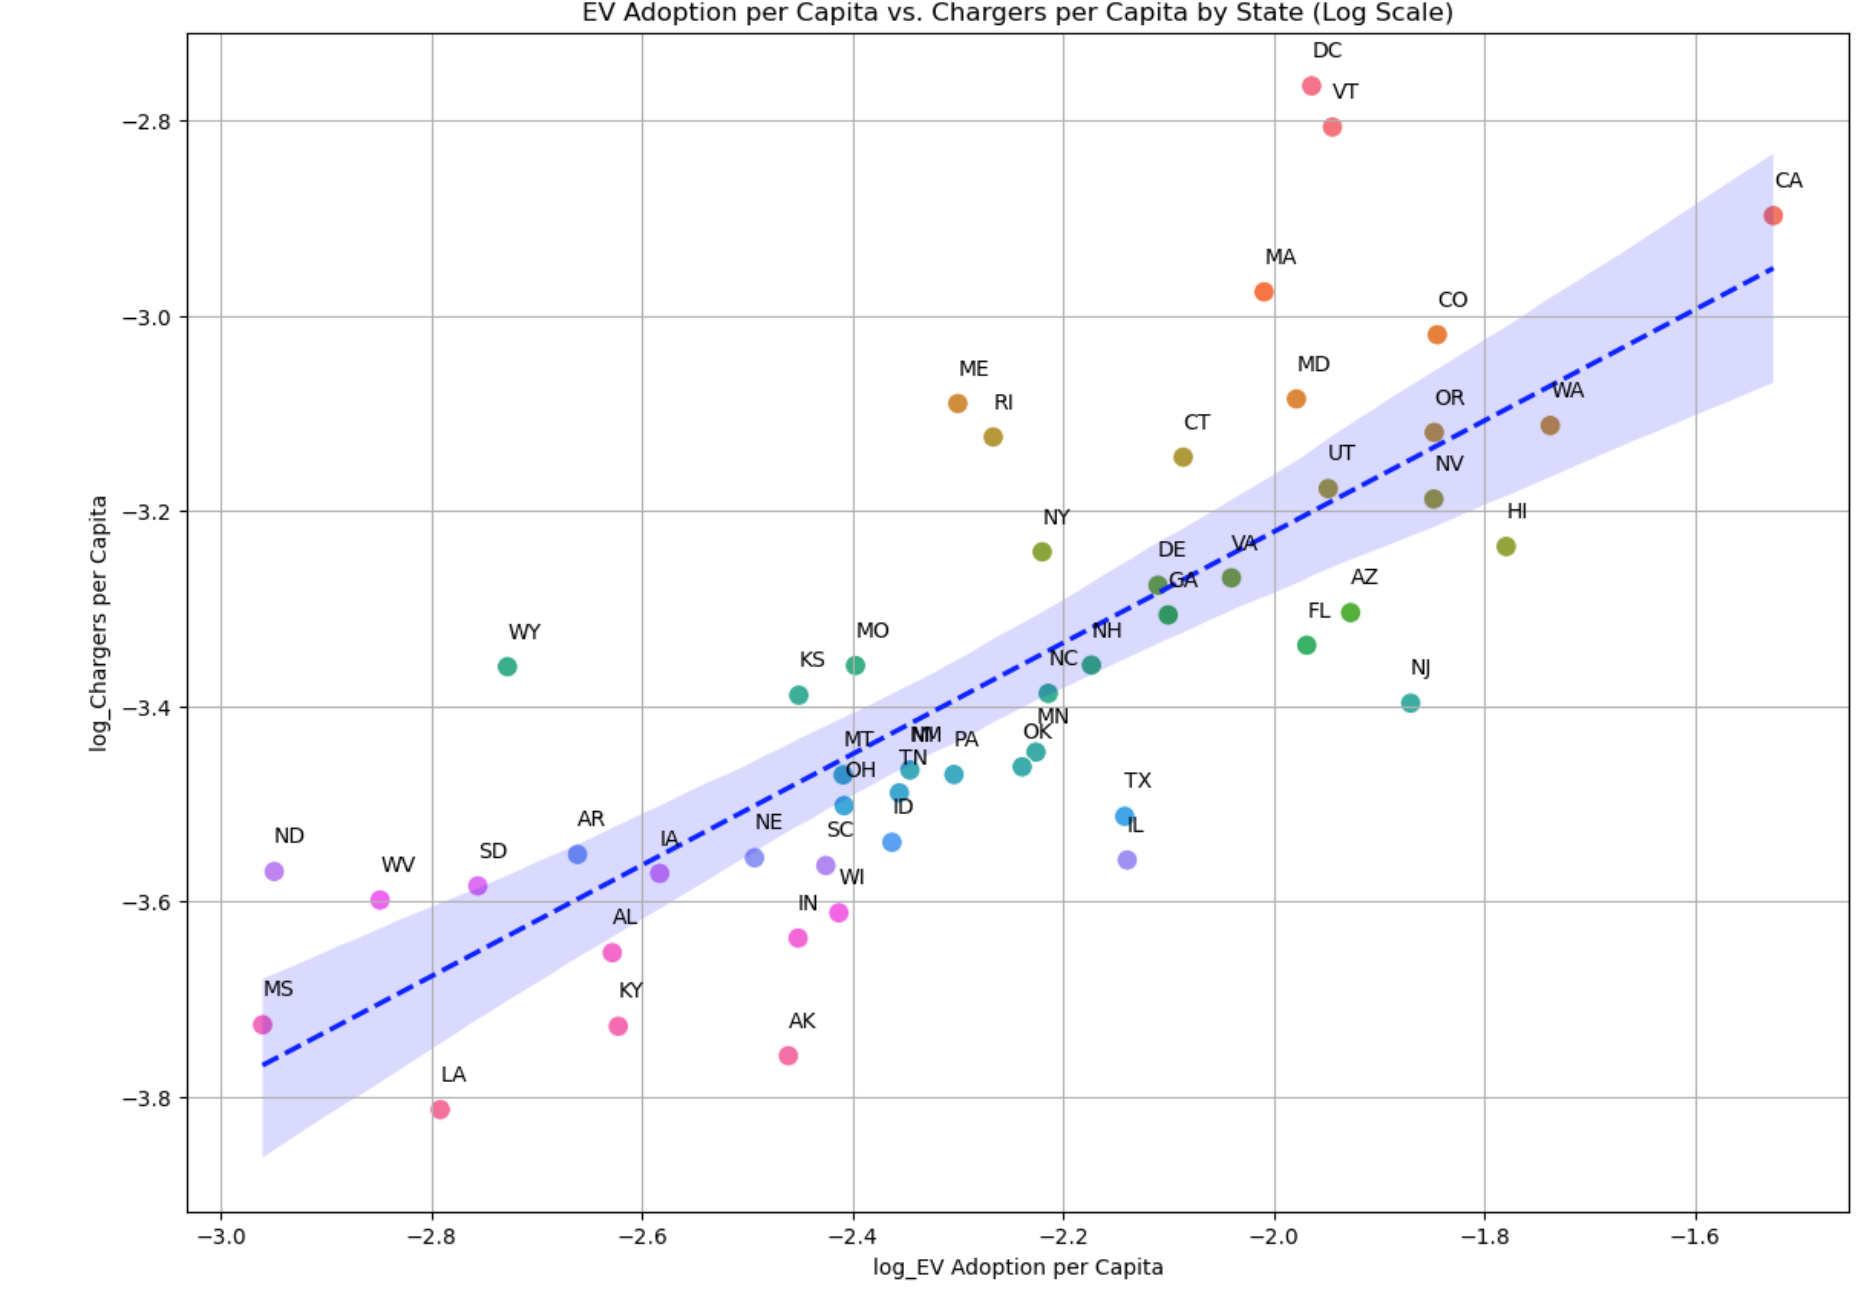 EV Adoption per Capita vs. Chargers per Capita by State (Log Scale)
DC
VT
−2.8
CA
MA
CO
−3.0
MD
ME
WA
OR
RI
CT
UT
NV
−3.2
HI
NY
VA
DE
GA
AZ
FL
WY
MO
NH
KS
NC
NJ
−3.4
MN
OK
MT
NM
PA
TN
OH
TX
ID
AR
NE
IL
SC
ND
IA
SD
WV
WI
−3.6
IN
AL
MS
KY
AK
LA
−3.8
log_Chargers per Capita
−3.0
−2.8
−2.6
−2.4
−2.2
−2.0
−1.8
−1.6
log_EV Adoption per Capita